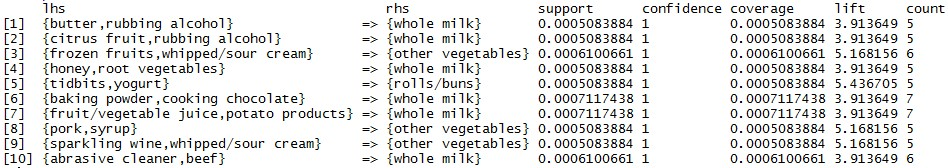 lhs rhs support confidence coverage lift count
[1] {butter,rubbing alcohol} => {whole milk} 0.0005083884 1 0.0005083884 3.913649 5
[2] {citrus fruit,rubbing alcohol} => {whole milk} 0.0005083884 1 0.0005083884 3.913649 5
[3] {frozen fruits,whipped/sour cream} => {other vegetables} 0.0006100661 1 0.0006100661 5.168156 6
[4] {honey,root vegetables} => {whole milk} 0.0005083884 1 0.0005083884 3.913649 5
[5] {tidbits,yogurt} => {rolls/buns} 0.0005083884 1 0.0005083884 5.436705 5
[6] {baking powder,cooking chocolate} => {whole milk} 0.0007117438 1 0.0007117438 3.913649 7
[7] {fruit/vegetable juice,potato products} => {whole milk} 0.0007117438 1 0.0007117438 3.913649 7
[8] {pork,syrup} => {other vegetables} 0.0005083884 1 0.0005083884 5.168156 5
[9] {sparkling wine,whipped/sour cream} => {other vegetables} 0.0005083884 1 0.0005083884 5.168156 5
[10] {abrasive cleaner,beef} => {whole milk} 0.0006100661 1 0.0006100661 3.913649 6